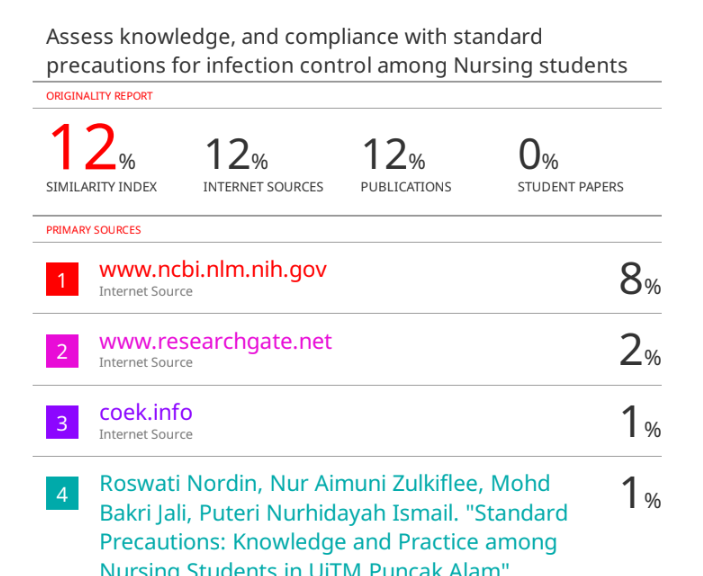 Assess knowledge, and compliance with standard
precautions for infection control among Nursing students
ORIGINALITY REPORT
12% 12% 12% 0%
SIMILARITY INDEX INTERNET SOURCES PUBLICATIONS STUDENT PAPERS
PRIMARY SOURCES
1 www.ncbi.nlm.nih.gov 8%
Internet Source
2 www.researchgate.net 2%
Internet Source
3 coek.info 1%
Internet Source
4 Roswati Nordin, Nur Aimuni Zulkiflee, Mohd 1%
Bakri Jali, Puteri Nurhidayah Ismail. "Standard
Precautions: Knowledge and Practice among
Nursing Students in UiTM Puncak Alam"